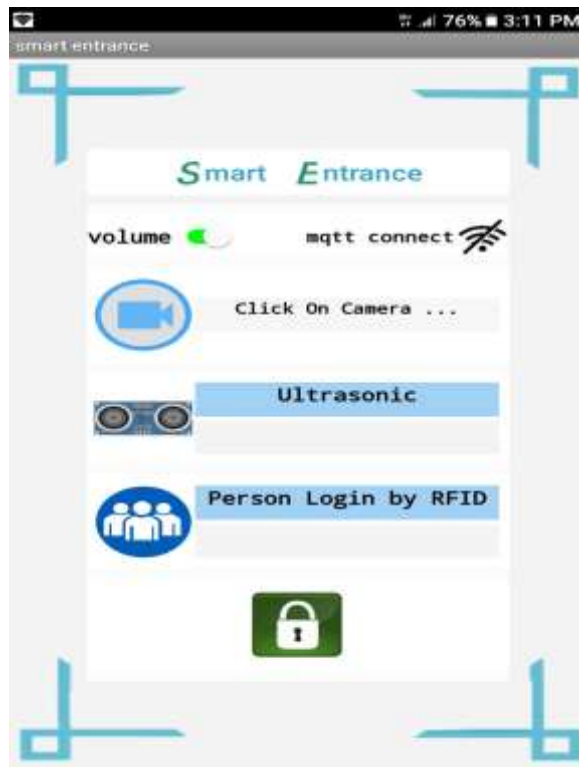 76% 3:11 PM
smart entrance
Smart Entrance
volume mqtt connect
Click On Camera ...
Ultrasonic
Person Login by RFID